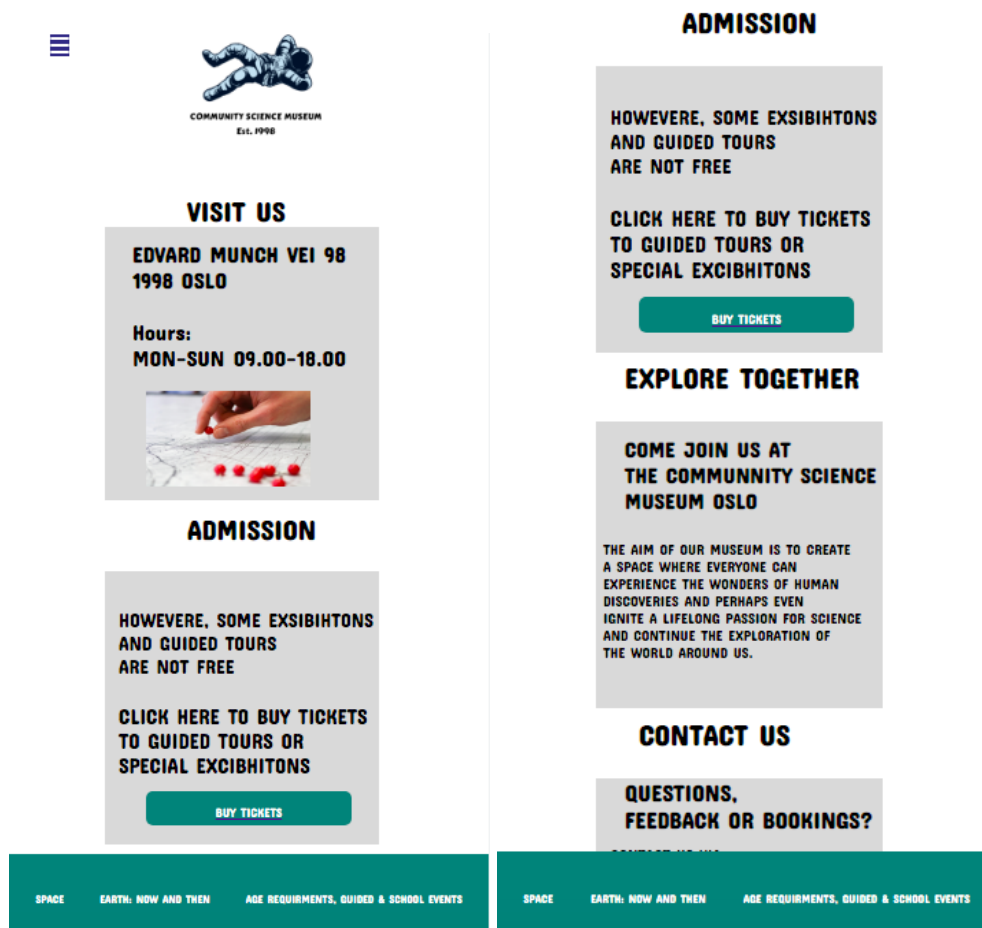 COMMUNITY SCIENCE MUSEUM
Est. 1998
VISIT US
EDVARD MUNCH VEI 98
1998 OSLO
Hours:
MON-SUN 09.00-18.00
ADMISSION
HOWEVERE, SOME EXSIBIHTONS
AND GUIDED TOURS
ARE NOT FREE
CLICK HERE TO BUY TICKETS
TO GUIDED TOURS OR
SPECIAL EXCIBHITONS
BUY TICKETS
SPACE
EARTH: NOW AND THEN
AGE REQUIRMENTS, GUIDED & SCHOOL EVENTS
ADMISSION
HOWEVERE, SOME EXSIBIHTONS
AND GUIDED TOURS
ARE NOT FREE
CLICK HERE TO BUY TICKETS
TO GUIDED TOURS OR
SPECIAL EXCIBHITONS
BUY TICKETS
EXPLORE TOGETHER
COME JOIN US AT
THE COMMUNNITY SCIENCE
MUSEUM OSLO
THE AIM OF OUR MUSEUM IS TO CREATE
A SPACE WHERE EVERYONE CAN
EXPERIENCE THE WONDERS OF HUMAN
DISCOVERIES AND PERHAPS EVEN
IGNITE A LIFELONG PASSION FOR SCIENCE
AND CONTINUE THE EXPLORATION OF
THE WORLD AROUND US.
CONTACT US
QUESTIONS,
FEEDBACK OR BOOKINGS?
SPACE
EARTH: NOW AND THEN
AGE REQUIRMENTS, GUIDED & SCHOOL EVENTS